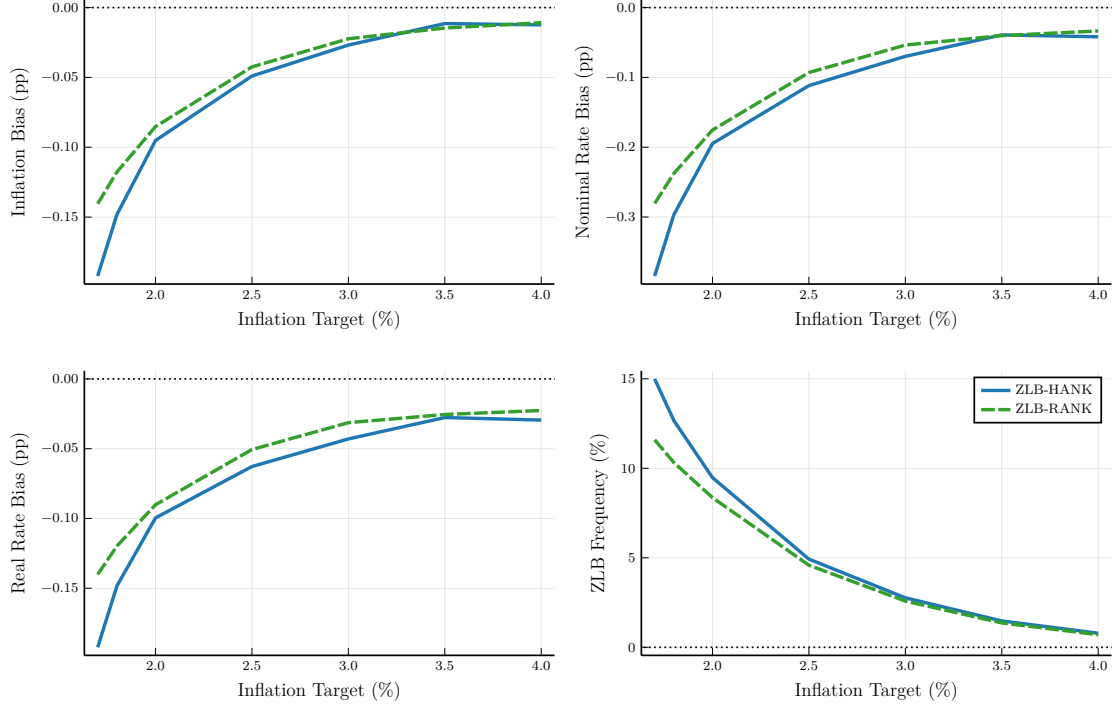 0.00
−0.05
−0.10
−0.15
Inflation Bias (pp)
2.0 2.5 3.0 3.5 4.0
Inflation Target (%)
0.0
−0.1
−0.2
−0.3
Nominal Rate Bias (pp)
2.0 2.5 3.0 3.5 4.0
Inflation Target (%)
0.00
−0.05
−0.10
−0.15
Real Rate Bias (pp)
2.0 2.5 3.0 3.5 4.0
Inflation Target (%)
15
10
5
0
ZLB Frequency (%)
ZLB-HANK
ZLB-RANK
2.0 2.5 3.0 3.5 4.0
Inflation Target (%)